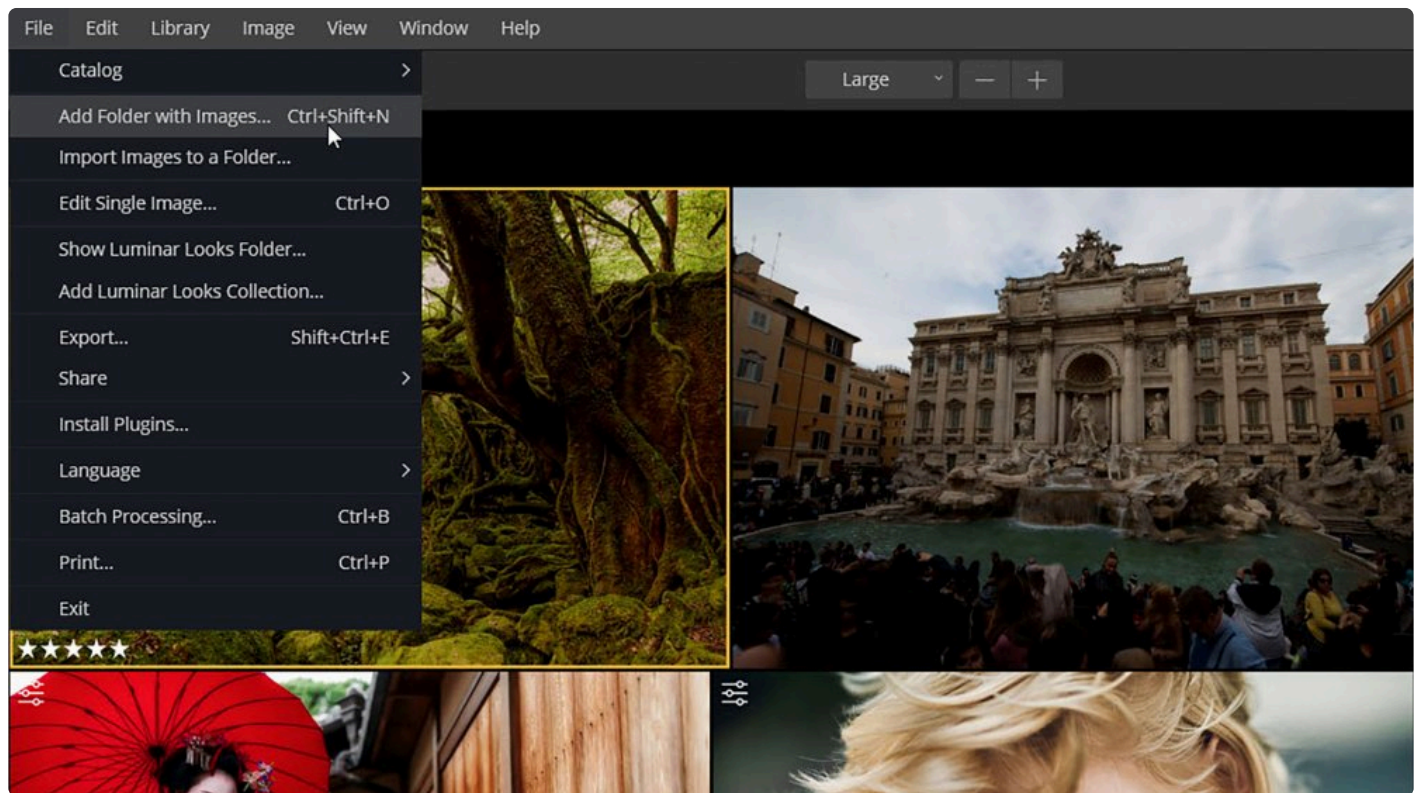 File Edit Library Image View Window Help
Catalog
Large
Add Folder with Images... Ctrl+Shift+N
Import Images to a Folder...
Edit Single Image... Ctrl+O
Show Luminar Looks Folder...
Add Luminar Looks Collection...
Export... Shift+Ctrl+E
Share
Install Plugins...
Language
Batch Processing... Ctrl+B
Print... Ctrl+P
Exit